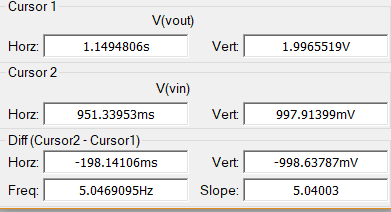 Cursor 1
V(vout)
Horz: 1.1494806s Vert: 1.9965519V
Cursor 2
V(vin)
Horz: 951.33953ms Vert: 997.91399mV
Diff (Cursor2 - Cursor1)
Horz: -198.14106ms Vert: -998.63787mV
Freq: 5.0469095Hz Slope: 5.04003